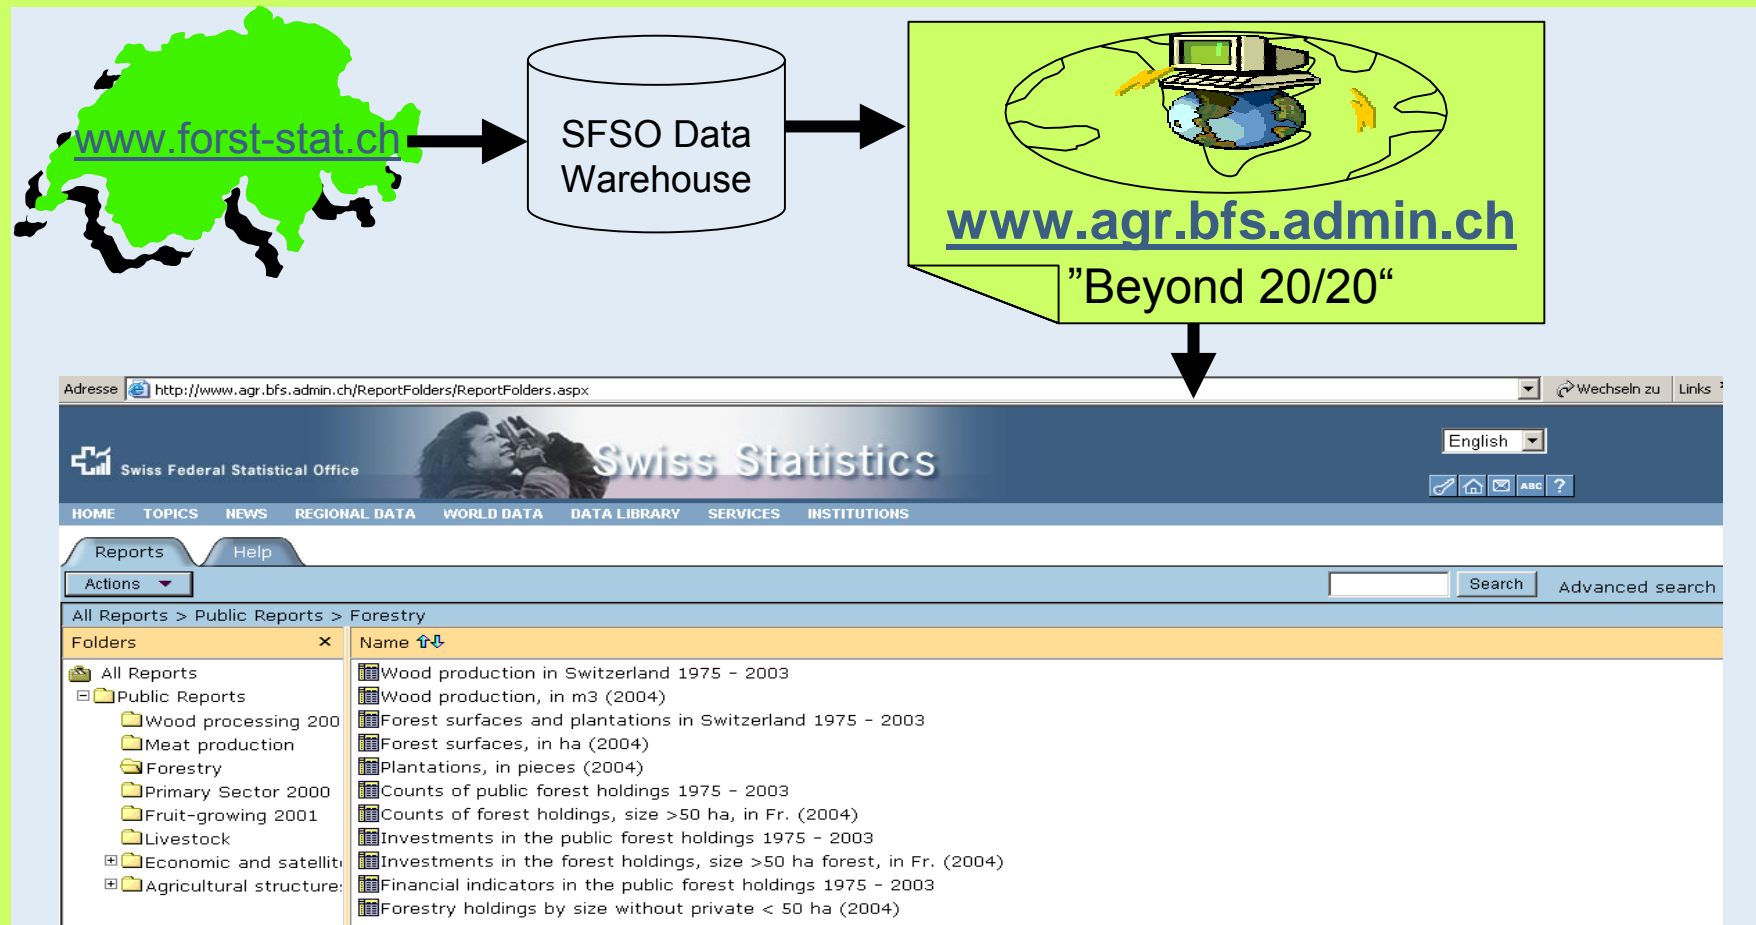 www.forst-stat.ch
SFSO Data
Warehouse
www.agr.bfs.admin.ch
”Beyond 20/20“
Adresse http://www.agr.bfs.admin.ch/ReportFolders/ReportFolders.aspx Wechseln zu Links
Swiss Federal Statistical Office
Swiss Statistics
English
ABC ?
HOME TOPICS NEWS REGIONAL DATA WORLD DATA DATA LIBRARY SERVICES INSTITUTIONS
Reports Help
Actions Search Advanced search
All Reports > Public Reports > Forestry
Folders × Name
All Reports
Public Reports
Wood processing 200
Meat production
Forestry
Primary Sector 2000
Fruit-growing 2001
Livestock
Economic and satellit
Agricultural structure
Wood production in Switzerland 1975 - 2003
Wood production, in m3 (2004)
Forest surfaces and plantations in Switzerland 1975 - 2003
Forest surfaces, in ha (2004)
Plantations, in pieces (2004)
Counts of public forest holdings 1975 - 2003
Counts of forest holdings, size >50 ha, in Fr. (2004)
Investments in the public forest holdings 1975 - 2003
Investments in the forest holdings, size >50 ha forest, in Fr. (2004)
Financial indicators in the public forest holdings 1975 - 2003
Forestry holdings by size without private < 50 ha (2004)